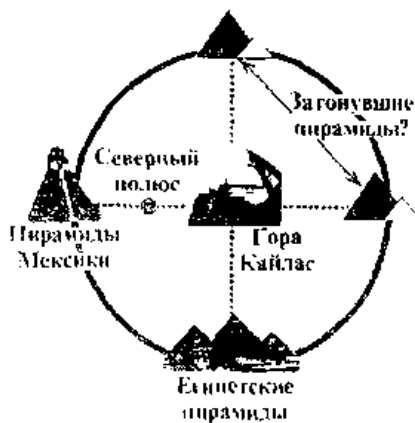 Затонувшие
пирамиды?
Северный
полюс
Пирамиды
Мексики
Гора
Кайлас
Египетские
пирамиды